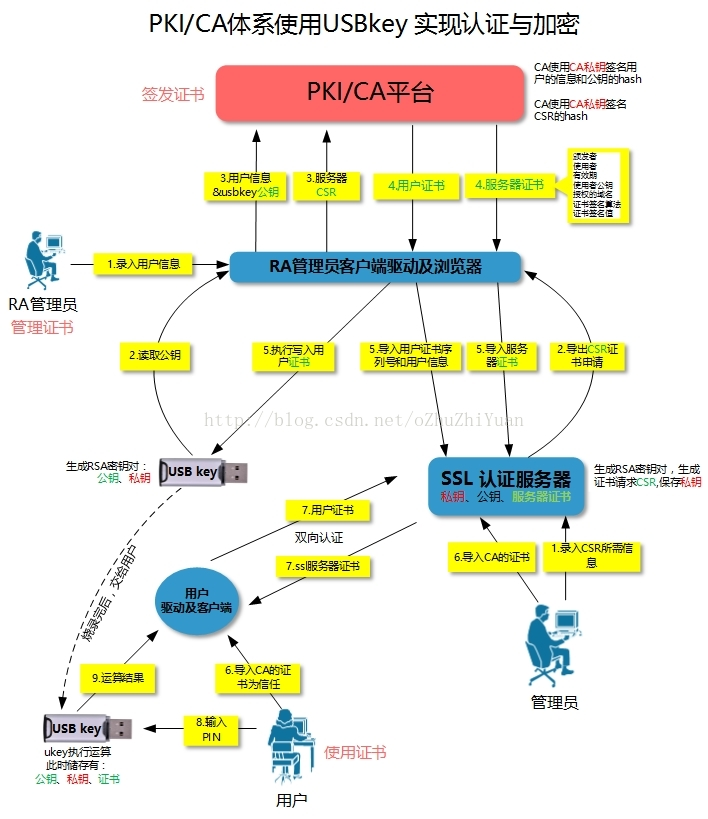 PKI/CA体系使用USBkey 实现认证与加密
签发证书
PKI/CA平台
CA使用CA私钥签名用
户的信息和公钥的hash
CA使用CA私钥签名
CSR的hash
3.用户信息
&usbkey公钥
3.服务器
CSR
4.用户证书
4.服务器证书
颁发者
使用者
有效期
使用者公钥
授权的域名
证书签名算法
证书签名值
1.录入用户信息
RA管理员客户端驱动及浏览器
RA管理员
管理证书
2.读取公钥
5.执行写入用
户证书
5.导入用户证书序
列号和用户信息
5.导入服务
器证书
2.导出CSR证
书申请
http://blog.csdn.net/oZhuZhiYuan
生成RSA密钥对：
公钥、私钥
USB key
SSL 认证服务器
私钥、公钥、服务器证书
生成RSA密钥对，生成
证书请求CSR,保存私钥
7.用户证书
双向认证
7.ssl服务器证书
6.导入CA的证书
1.录入CSR所需信
息
烧录完后，交给用户
用户
驱动及客户端
9.运算结果
6.导入CA的证
书为信任
管理员
USB key
8.输入
PIN
ukey执行运算
此时储存有：
公钥、私钥、证书
使用证书
用户